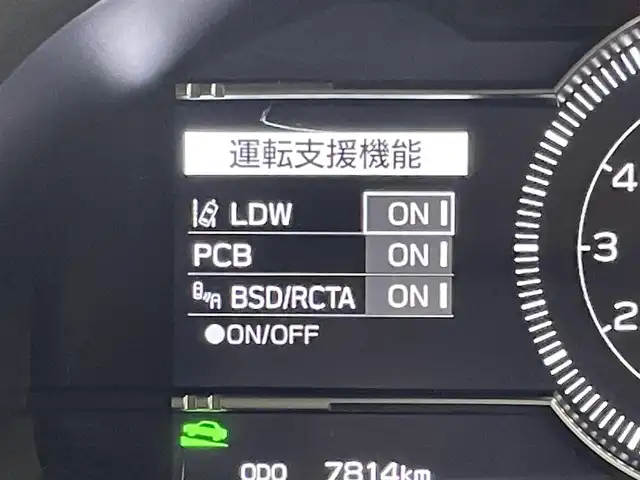 運転支援機能
LDW ON
PCB ON
BSD/RCTA ON
●ON/OFF
4
3
2
ODO 7814km